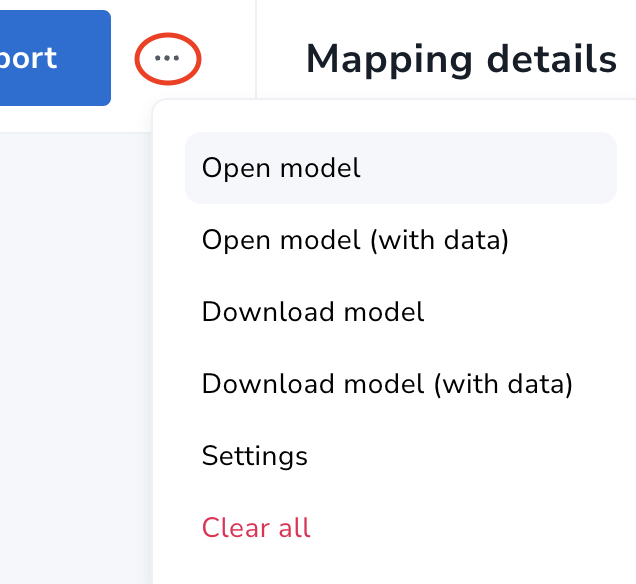 port
Mapping details
Open model
Open model (with data)
Download model
Download model (with data)
Settings
Clear all